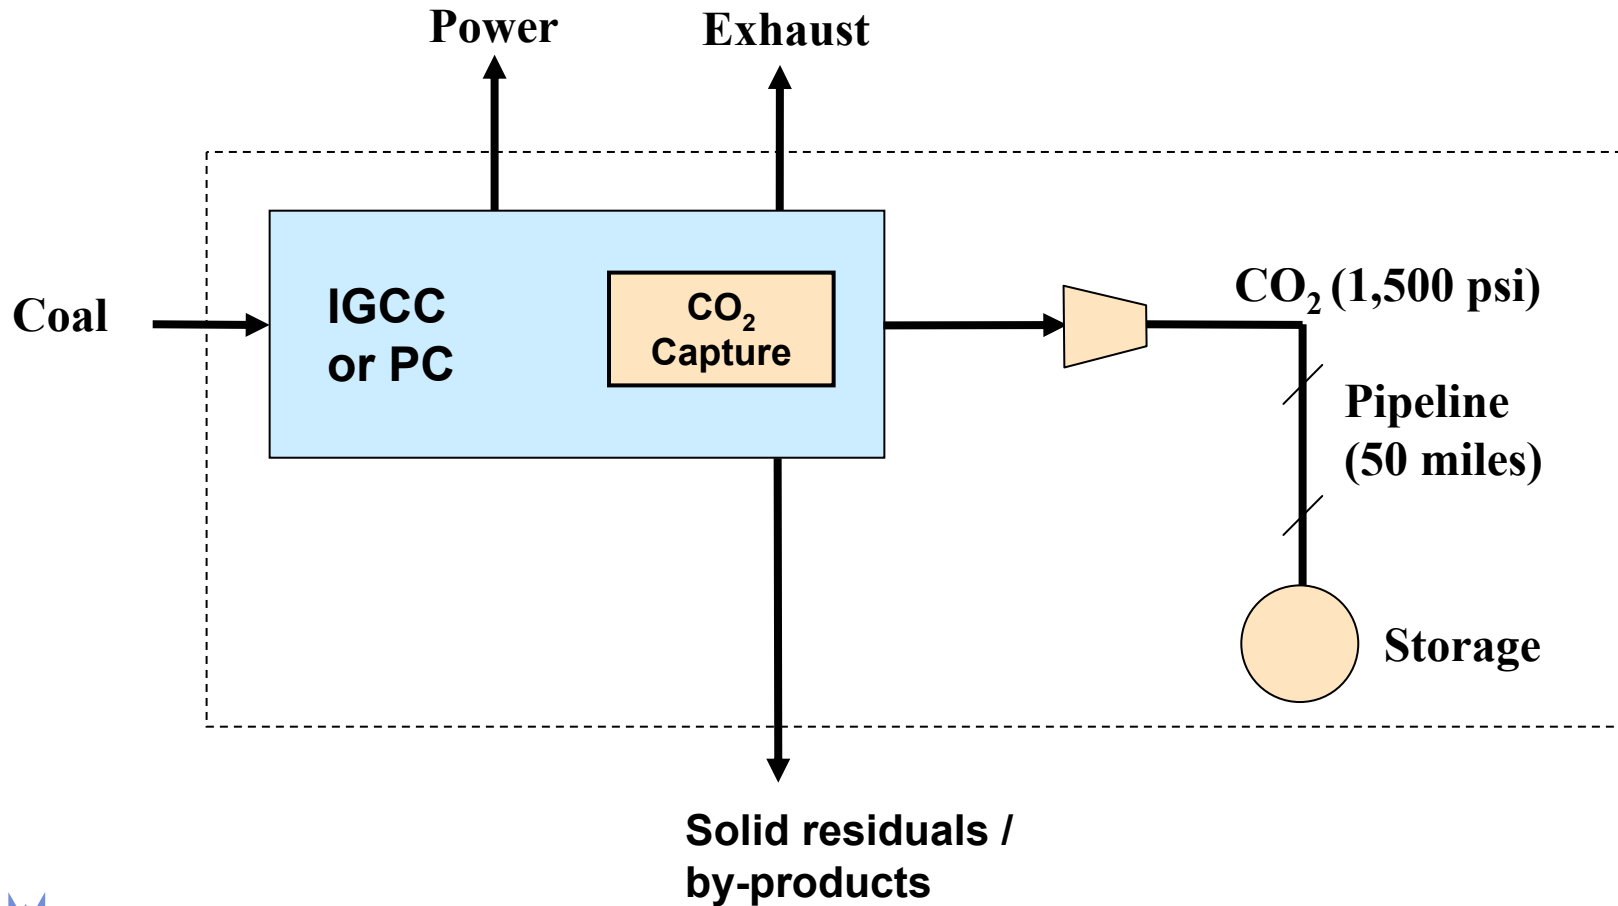 Power
Exhaust
Coal
IGCC
or PC
CO₂
Capture
CO₂ (1,500 psi)
Pipeline
(50 miles)
Storage
Solid residuals /
by-products